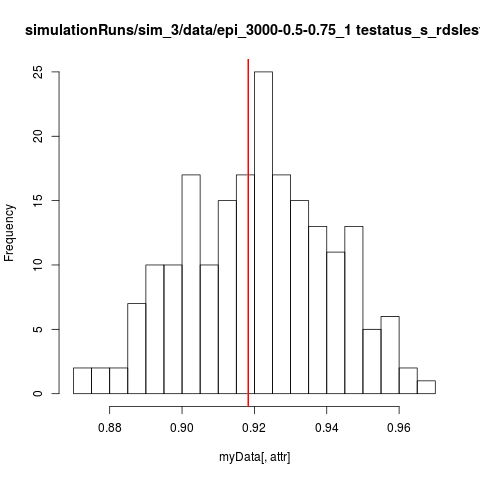 simulationRuns/sim_3/data/epi_3000-0.5-0.75_1 testatus_s_rdsles
Frequency
25
20
15
10
5
0
0.88 0.90 0.92 0.94 0.96
myData[, attr]